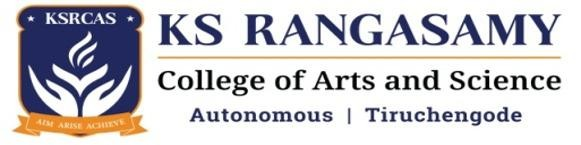 KSRCAS
AIM ARISE ACHIEVE
KS RANGASAMY
College of Arts and Science
Autonomous | Tiruchengode